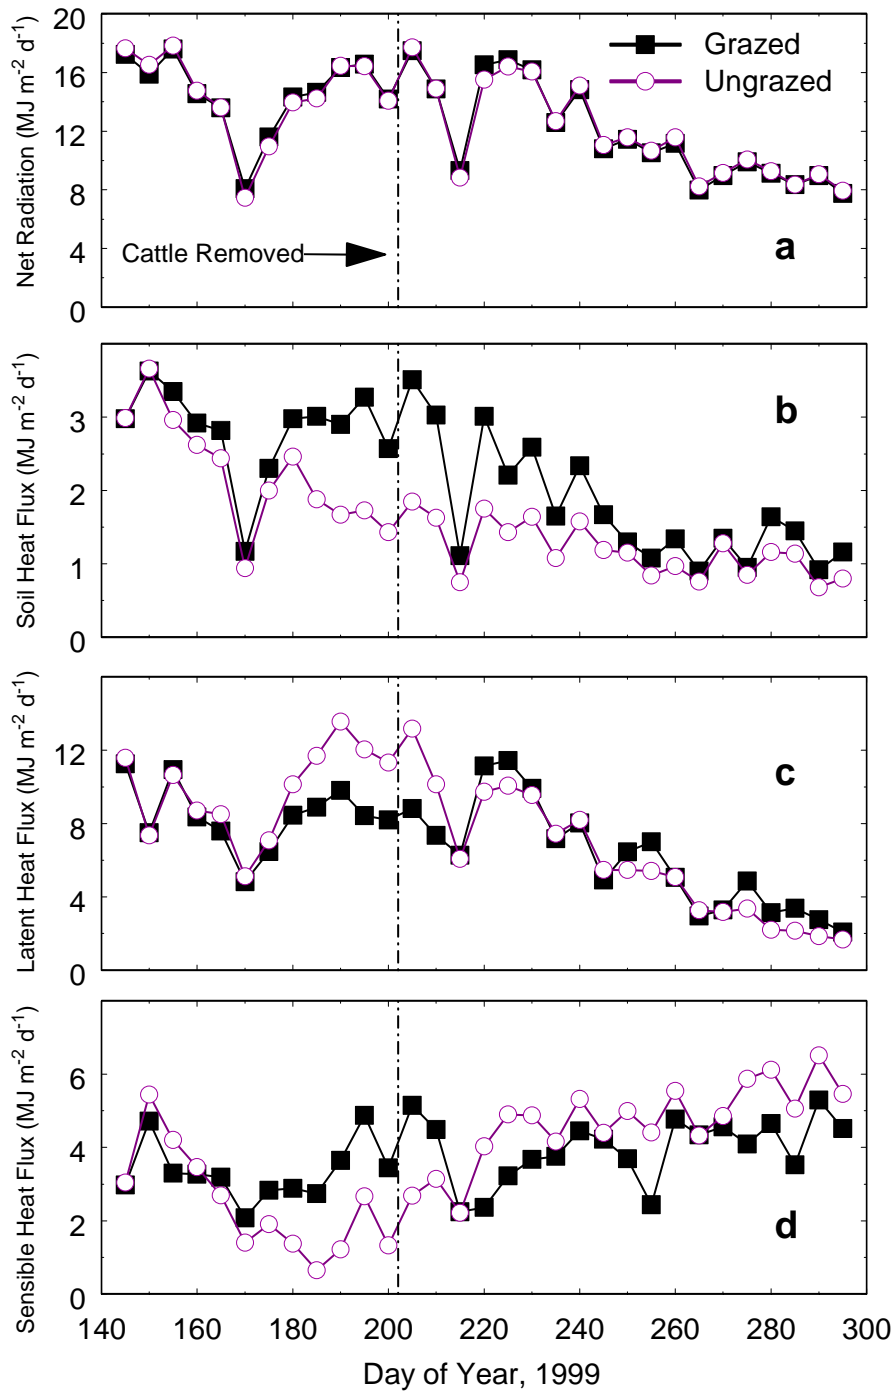 20
16
12
8
4
0
Net Radiation (MJ m-2 d-1)
Grazed
Ungrazed
Cattle Removed
a
3
2
1
0
Soil Heat Flux (MJ m-2 d-1)
b
12
8
4
0
Latent Heat Flux (MJ m-2 d-1)
c
6
4
2
0
Sensible Heat Flux (MJ m-2 d-1)
d
140 160 180 200 220 240 260 280 300
Day of Year, 1999